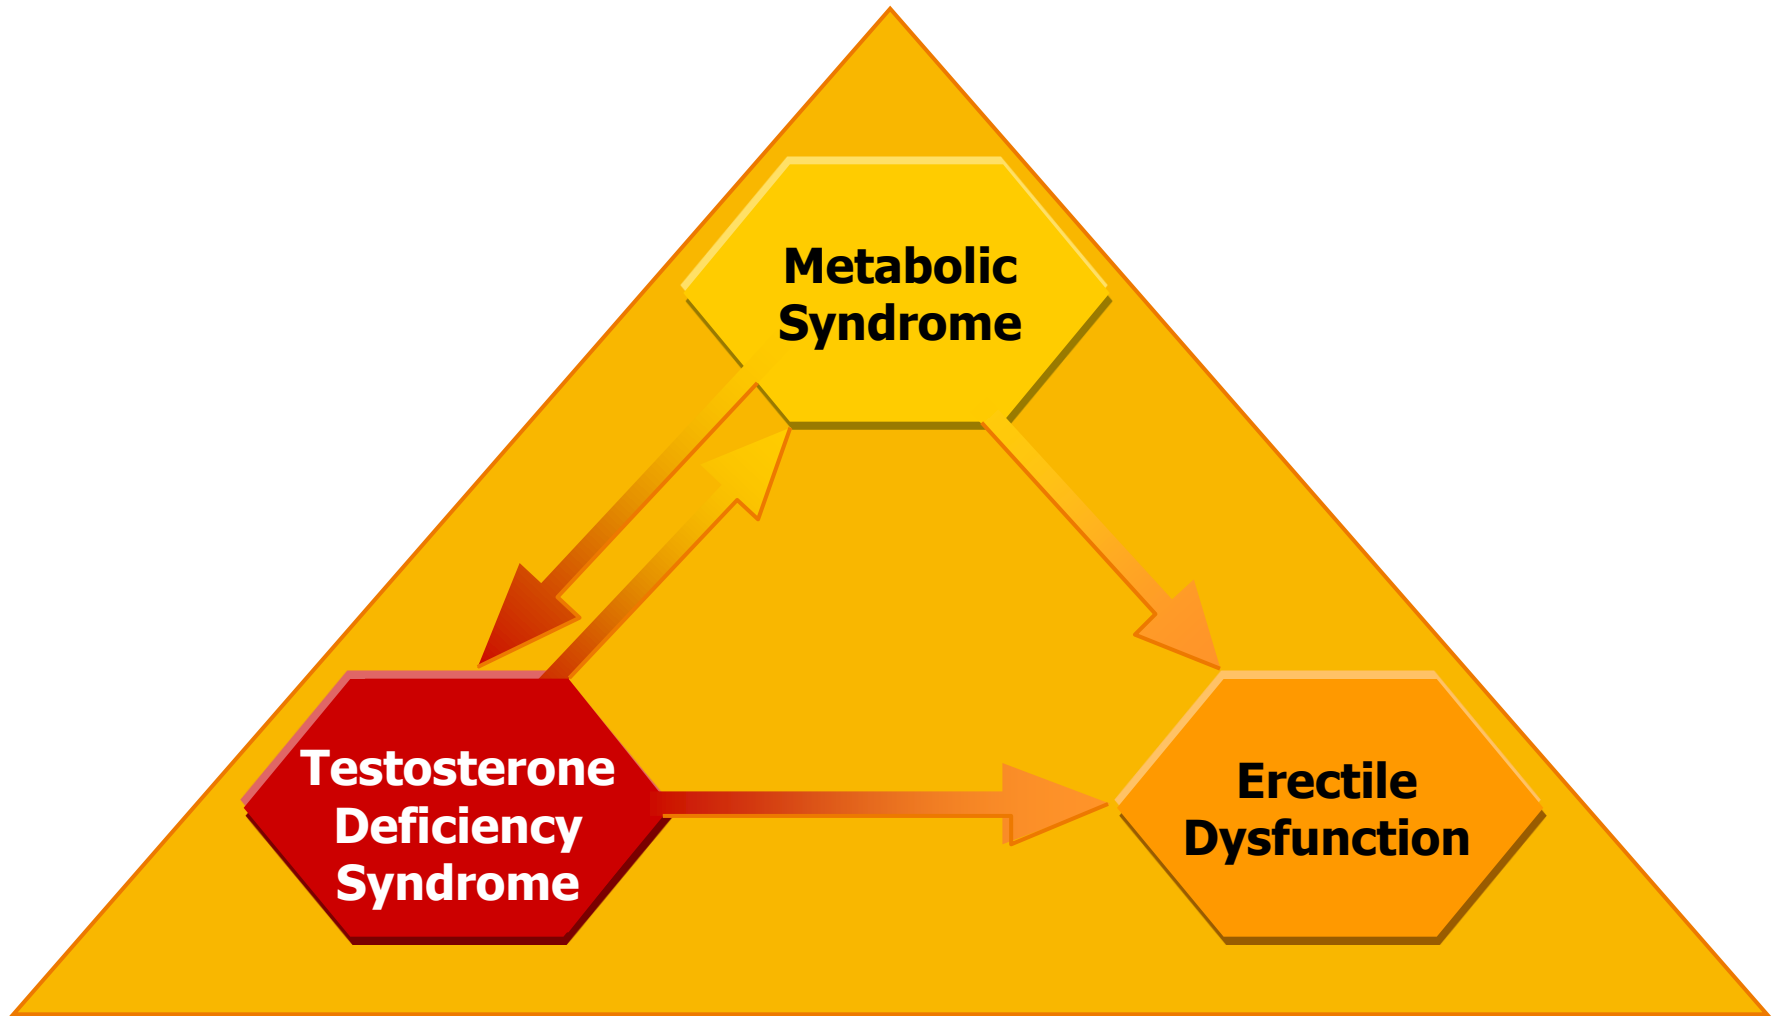 Metabolic
Syndrome
Testosterone
Deficiency
Syndrome
Erectile
Dysfunction